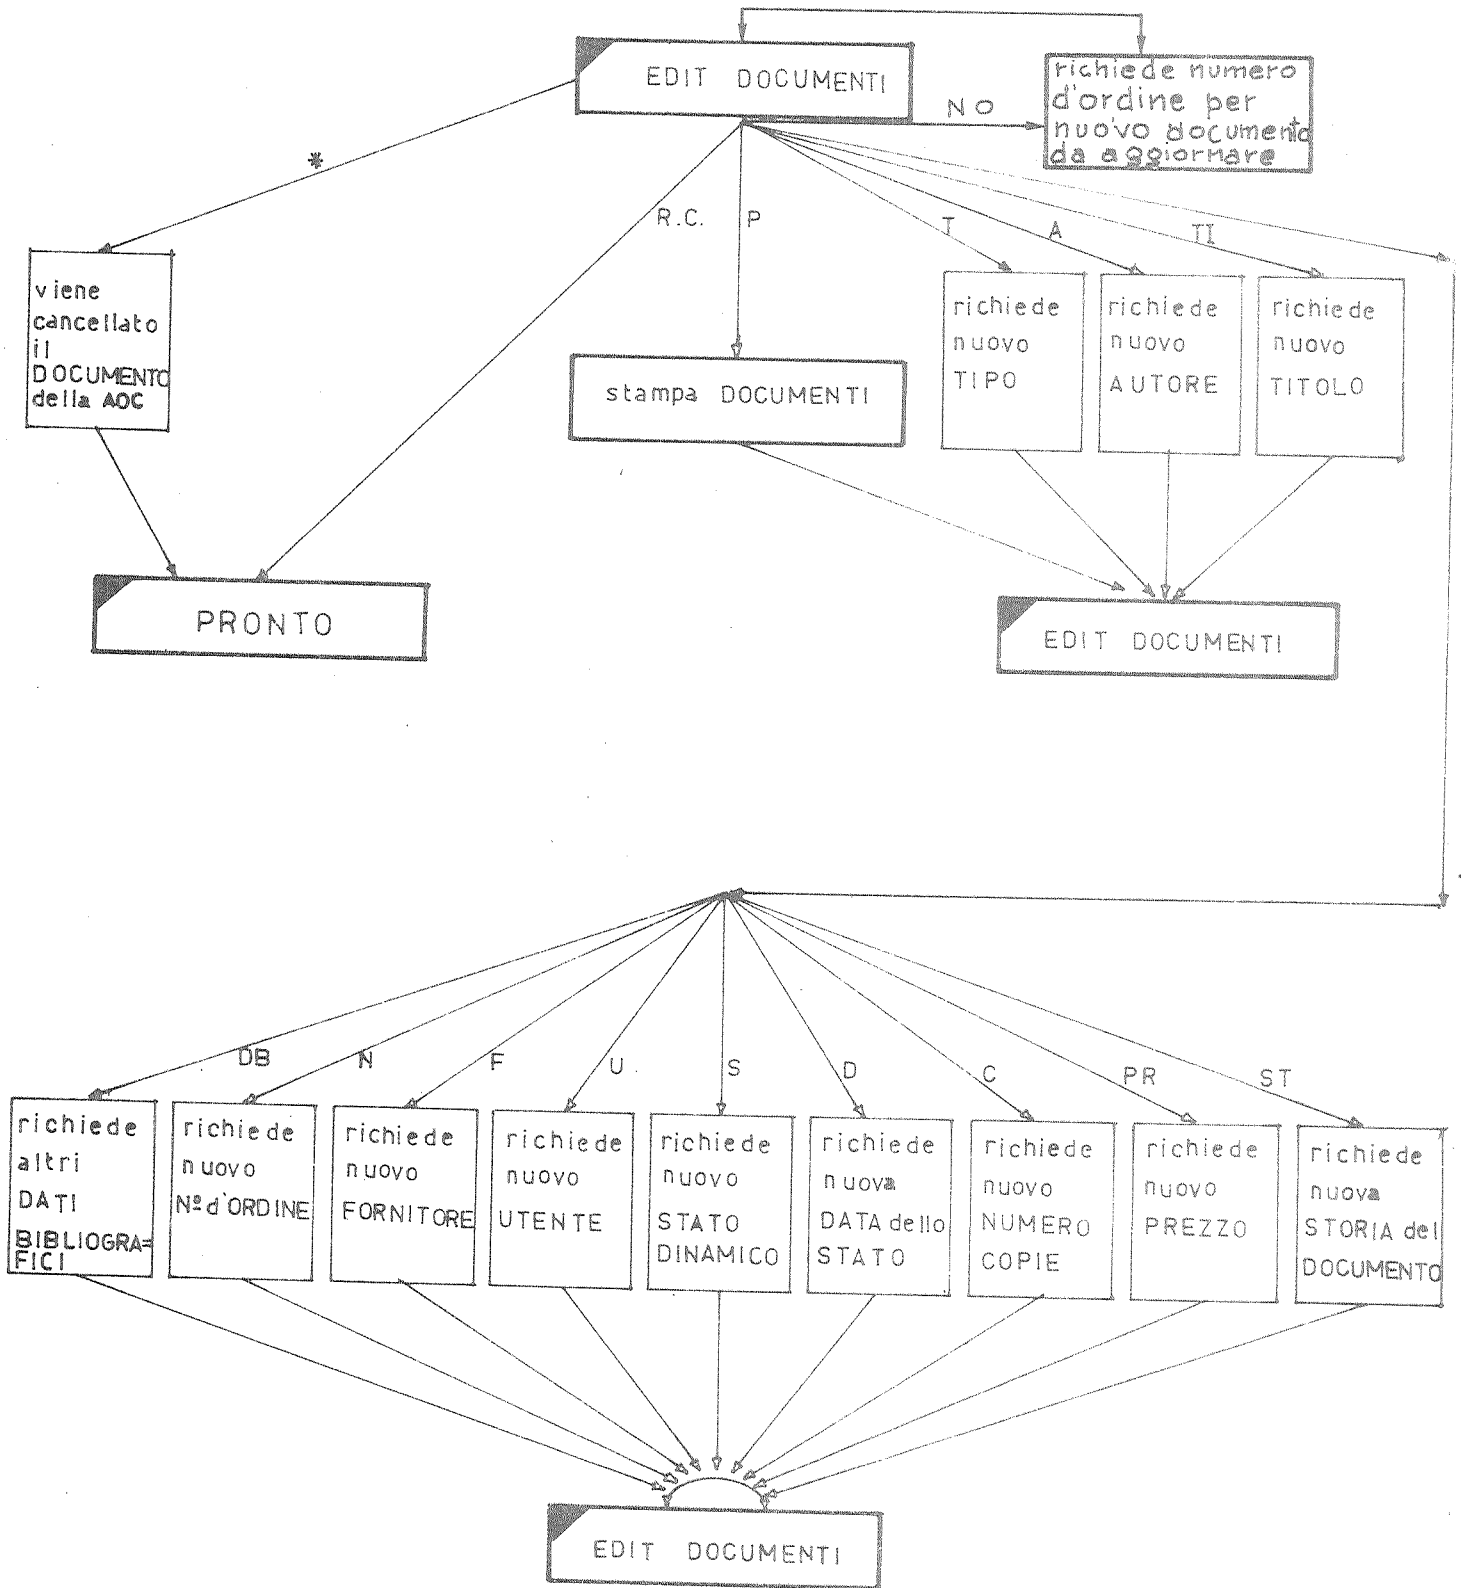 EDIT DOCUMENTI
richiede numero
d'ordine per
nuovo documento
da aggiornare
NO
*
R.C.
P
T
A
TI
viene
cancellato
il
DOCUMENTO
della AOC
stampa DOCUMENTI
richiede
nuovo
TIPO
richiede
nuovo
AUTORE
richiede
nuovo
TITOLO
PRONTO
EDIT DOCUMENTI
DB
N
F
U
S
D
C
PR
ST
richiede
altri
DATI
BIBLIOGRA=
FICI
richiede
nuovo
Nº d'ORDINE
richiede
nuovo
FORNITORE
richiede
nuovo
UTENTE
richiede
nuovo
STATO
DINAMICO
richiede
nuova
DATA dello
STATO
richiede
nuovo
NUMERO
COPIE
richiede
nuovo
PREZZO
richiede
nuova
STORIA del
DOCUMENTO
EDIT DOCUMENTI